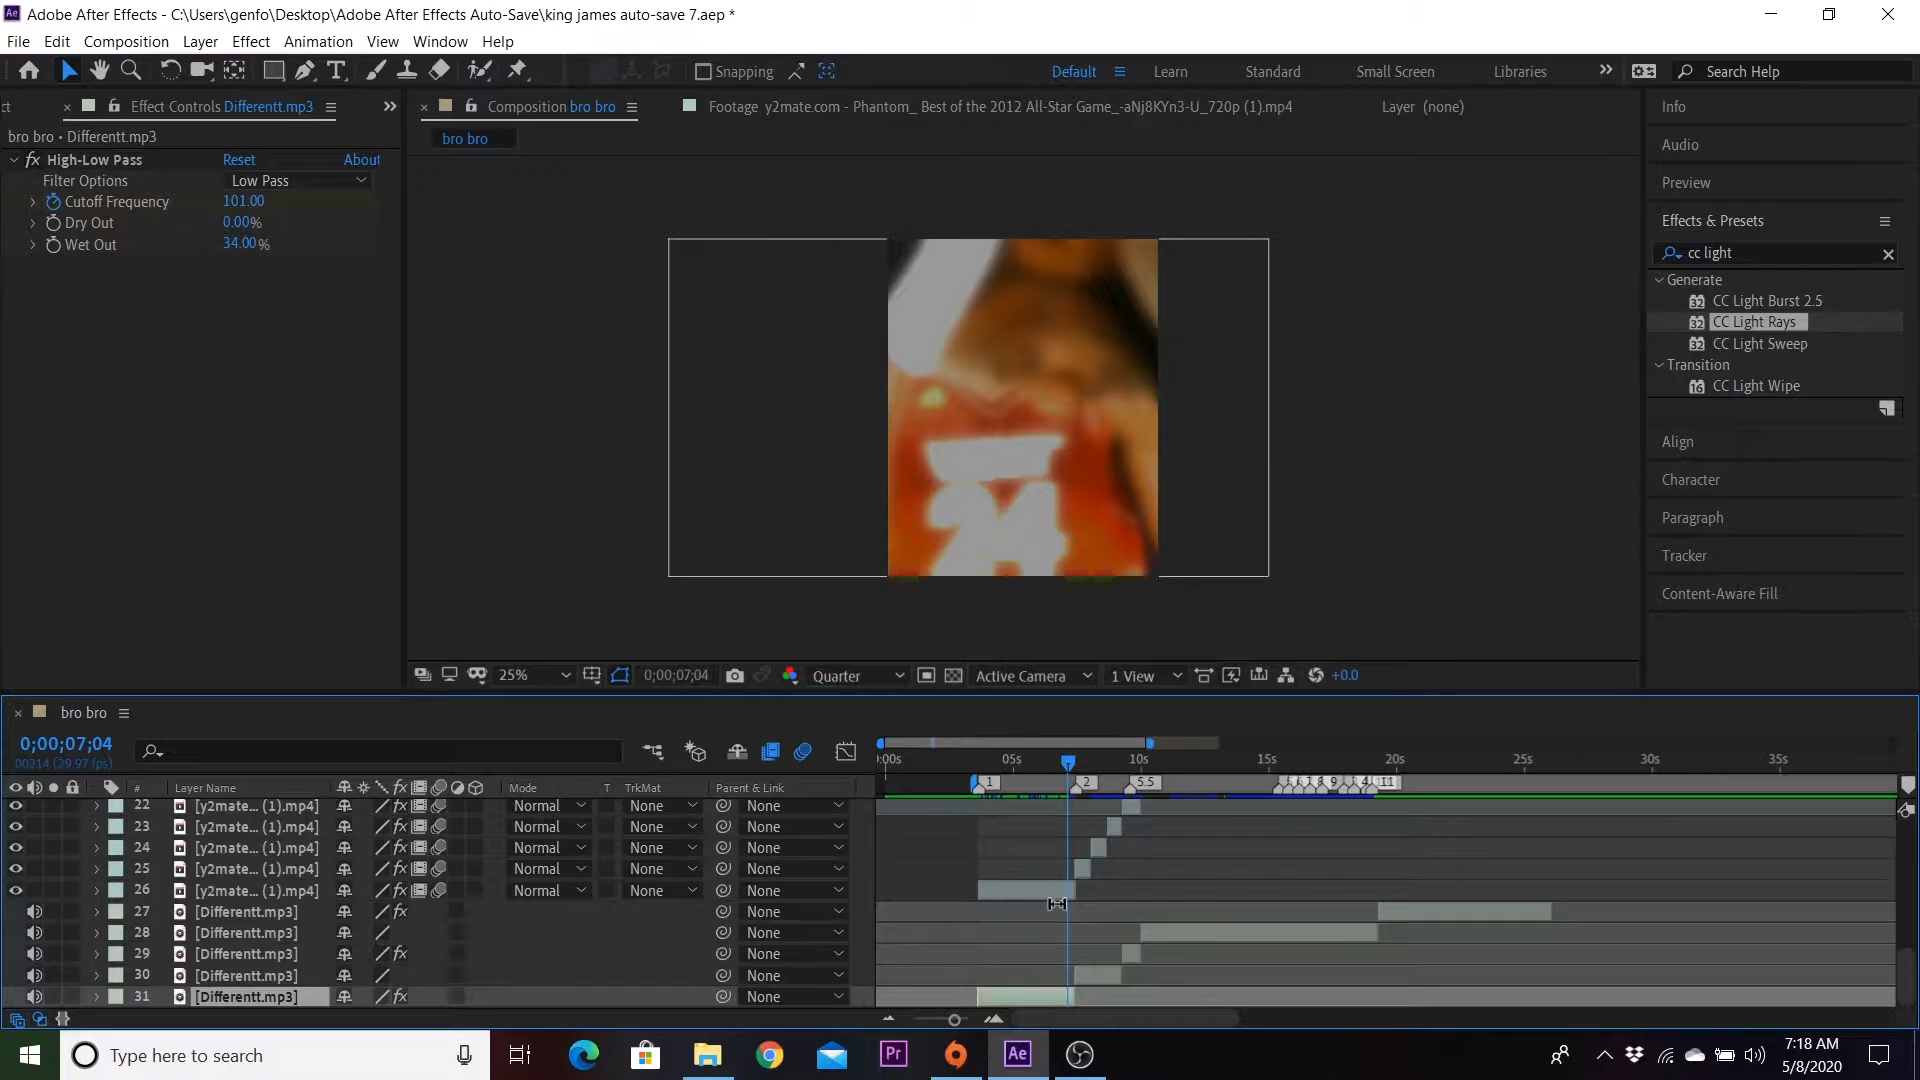 Adobe After Effects - C:\Users\genfo\Desktop\Adobe After Effects Auto-Save\king james auto-save 7.aep *
File Edit Composition Layer Effect Animation View Window Help
Snapping Default Learn Standard Small Screen Libraries Search Help
Effect Controls Differentt.mp3
Composition bro bro
Footage y2mate.com - Phantom_ Best of the 2012 All-Star Game_-aNj8KYn3-U_720p (1).mp4
Layer (none)
bro bro • Differentt.mp3
bro bro
fx High-Low Pass Reset About
Filter Options Low Pass
Cutoff Frequency 101.00
Dry Out 0.00%
Wet Out 34.00%
Info
Audio
Preview
Effects & Presets
cc light
Generate
CC Light Burst 2.5
CC Light Rays
CC Light Sweep
Transition
CC Light Wipe
Align
Character
Paragraph
Tracker
Content-Aware Fill
25% 0;00;07;04 Quarter Active Camera 1 View +0.0
bro bro
0;00;07;04
00214 (29.97 fps)
:00s 05s 10s 15s 20s 25s 30s 35s
# Layer Name Mode T TrkMat Parent & Link
1 2 5.5
22 [y2mate... (1).mp4] Normal None None
23 [y2mate... (1).mp4] Normal None None
24 [y2mate... (1).mp4] Normal None None
25 [y2mate... (1).mp4] Normal None None
26 [y2mate... (1).mp4] Normal None None
27 [Differentt.mp3] None
28 [Differentt.mp3] None
29 [Differentt.mp3] None
30 [Differentt.mp3] None
31 [Differentt.mp3] None
Type here to search
Pr
Ae
7:18 AM
5/8/2020